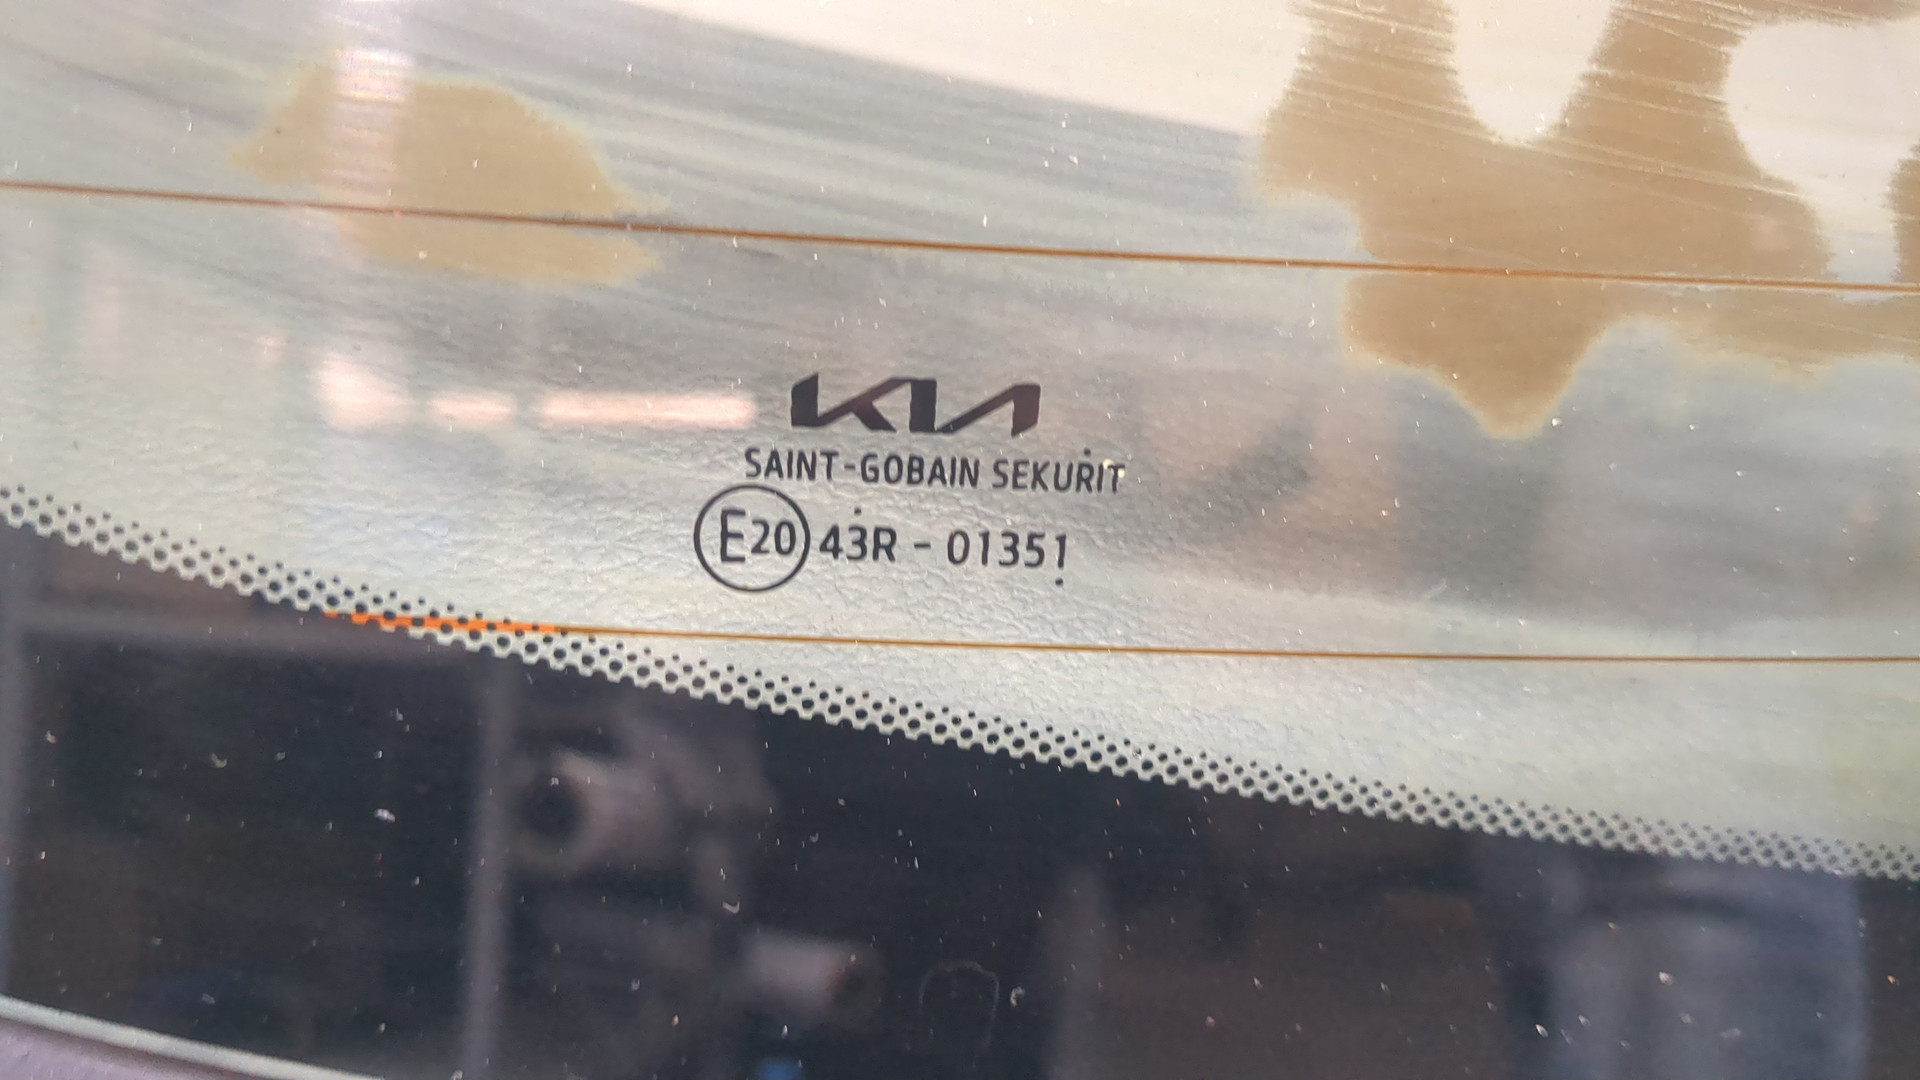 KIA
SAINT-GOBAIN SEKURIT
E20 43R - 01351